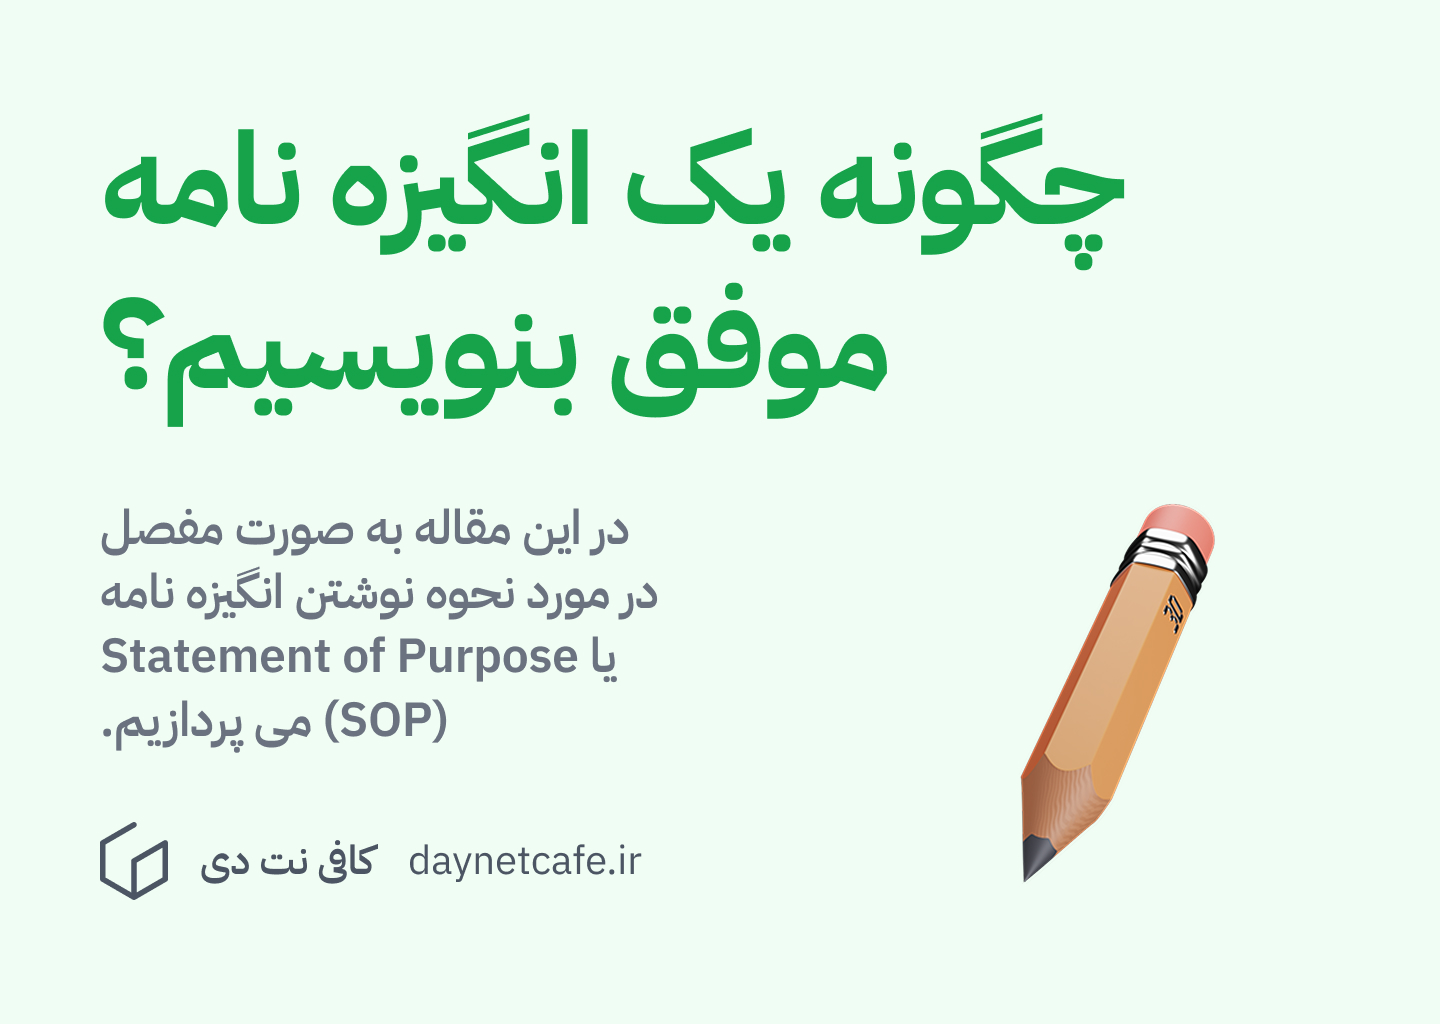 چگونه یک انگیزه نامه
موفق بنویسیم؟
در این مقاله به صورت مفصل
در مورد نحوه نوشتن انگیزه نامه
یا Statement of Purpose
(SOP) می پردازیم.
کافی نت دی daynetcafe.ir